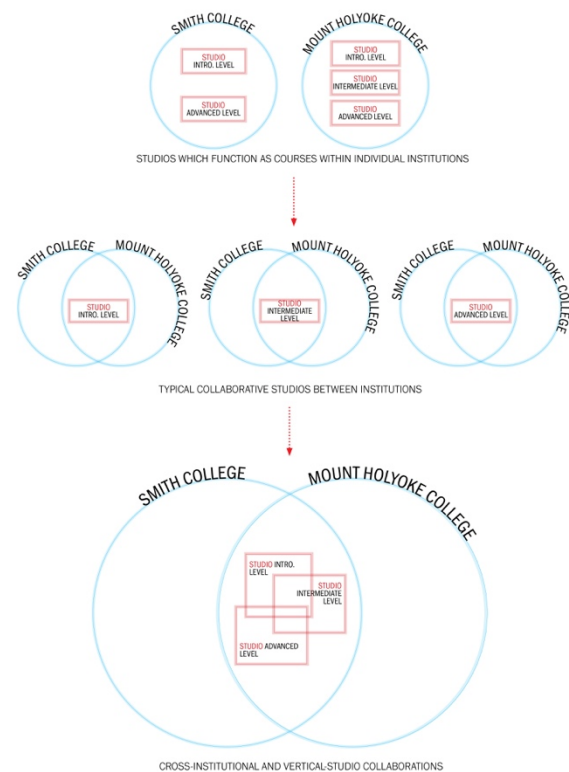 SMITH COLLEGE
STUDIO
INTRO. LEVEL
STUDIO
ADVANCED LEVEL
MOUNT HOLYOKE COLLEGE
STUDIO
INTRO. LEVEL
STUDIO
INTERMEDIATE LEVEL
STUDIO
ADVANCED LEVEL
STUDIOS WHICH FUNCTION AS COURSES WITHIN INDIVIDUAL INSTITUTIONS
SMITH COLLEGE
MOUNT HOLYOKE COLLEGE
STUDIO
INTRO. LEVEL
SMITH COLLEGE
MOUNT HOLYOKE COLLEGE
STUDIO
INTERMEDIATE
LEVEL
SMITH COLLEGE
MOUNT HOLYOKE COLLEGE
STUDIO
ADVANCED LEVEL
TYPICAL COLLABORATIVE STUDIOS BETWEEN INSTITUTIONS
SMITH COLLEGE
MOUNT HOLYOKE COLLEGE
STUDIO INTRO.
LEVEL
STUDIO
INTERMEDIATE
LEVEL
STUDIO ADVANCED
LEVEL
CROSS-INSTITUTIONAL AND VERTICAL-STUDIO COLLABORATIONS